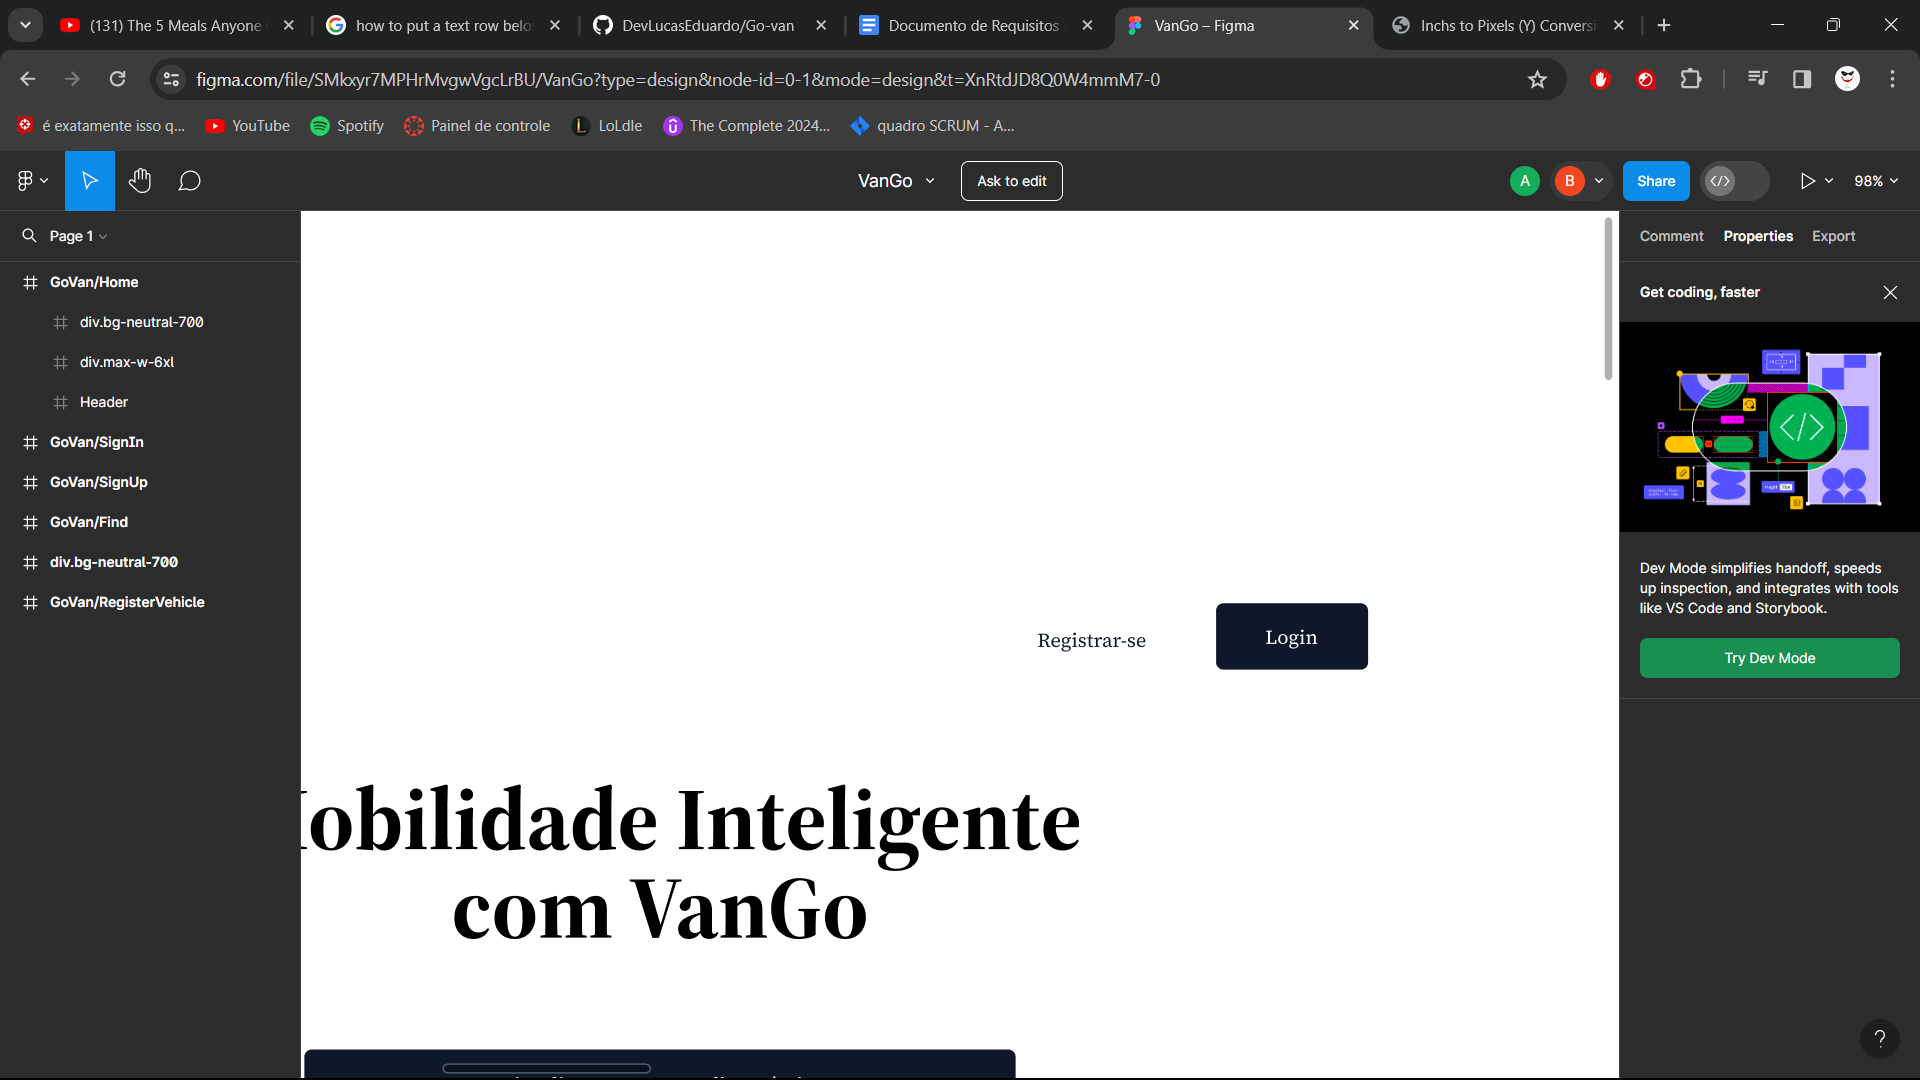 (131) The 5 Meals Anyone
how to put a text row belo
DevLucasEduardo/Go-van
Documento de Requisitos
VanGo – Figma
Inchs to Pixels (Y) Conversi
figma.com/file/SMkxyr7MPHrMvgwVgcLrBU/VanGo?type=design&node-id=0-1&mode=design&t=XnRtdJD8Q0W4mmM7-0
é exatamente isso q...
YouTube
Spotify
Painel de controle
LoLdle
The Complete 2024...
quadro SCRUM - A...
VanGo
Ask to edit
A
B
Share
98%
Page 1
Comment
Properties
Export
GoVan/Home
div.bg-neutral-700
div.max-w-6xl
Header
GoVan/SignIn
GoVan/SignUp
GoVan/Find
div.bg-neutral-700
GoVan/RegisterVehicle
Registrar-se
Login
obilidade Inteligente
com VanGo
Get coding, faster
</>
Dev Mode simplifies handoff, speeds
up inspection, and integrates with tools
like VS Code and Storybook.
Try Dev Mode
?